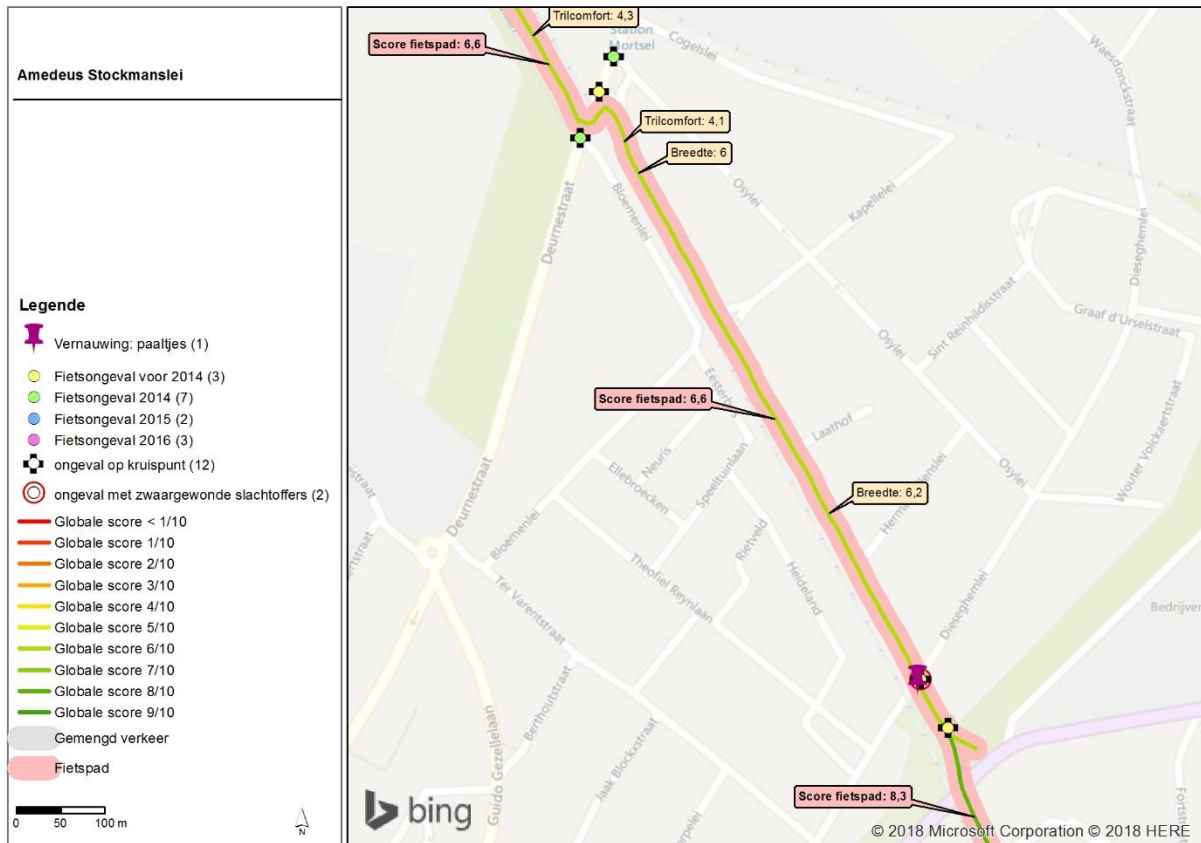 Amedeus Stockmanslei
Legende
Vernauwing: paaltjes (1)
Fietsongeval voor 2014 (3)
Fietsongeval 2014 (7)
Fietsongeval 2015 (2)
Fietsongeval 2016 (3)
ongeval op kruispunt (12)
ongeval met zwaargewonde slachtoffers (2)
Globale score < 1/10
Globale score 1/10
Globale score 2/10
Globale score 3/10
Globale score 4/10
Globale score 5/10
Globale score 6/10
Globale score 7/10
Globale score 8/10
Globale score 9/10
Gemengd verkeer
Fietspad
0 50 100 m
N
Trilcomfort: 4,3
Score fietspad: 6,6
Station
Mortsel
Cogelslei
Waesdonckstraat
Trilcomfort: 4,1
Breedte: 6
Osylei
Kapellelei
Bloemenlei
Deurnestraat
Dieseghemlei
Sint Reinhildisstraat
Graaf d'Urselstraat
Osylei
Score fietspad: 6,6
Laathof
Neuris
Ellebroecken
Speeltuinlaan
Osylei
Wouter Volckaertstraat
Breedte: 6,2
Deurnestraat
Bloemenlei
Rietveld
Heideland
Theofiel Reynlaan
Ter Varentstraat
Dieseghemlei
Bedrijven
Berthoutstraat
Guido Gezellelaan
Jaak Blockxstraat
Score fietspad: 8,3
bing
© 2018 Microsoft Corporation © 2018 HERE